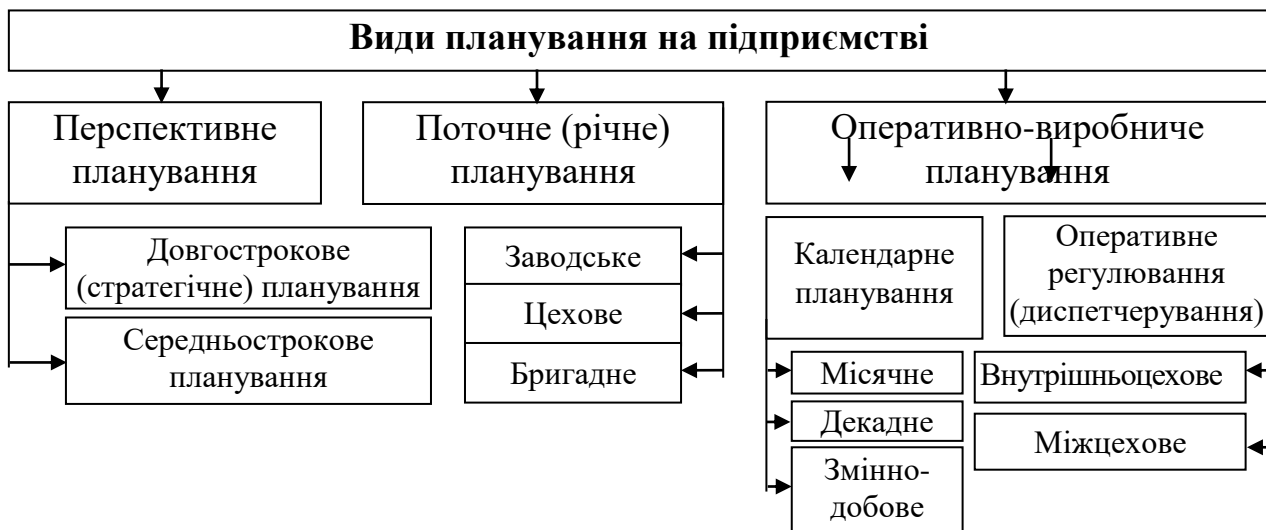 Види планування на підприємстві
Перспективне
планування
Поточне (річне)
планування
Оперативно-виробниче
планування
Довгострокове
(стратегічне) планування
Середньострокове
планування
Заводське
Цехове
Бригадне
Календарне
планування
Оперативне
регулювання
(диспетчерування)
Місячне
Декадне
Змінно-
добове
Внутрішньоцехове
Міжцехове